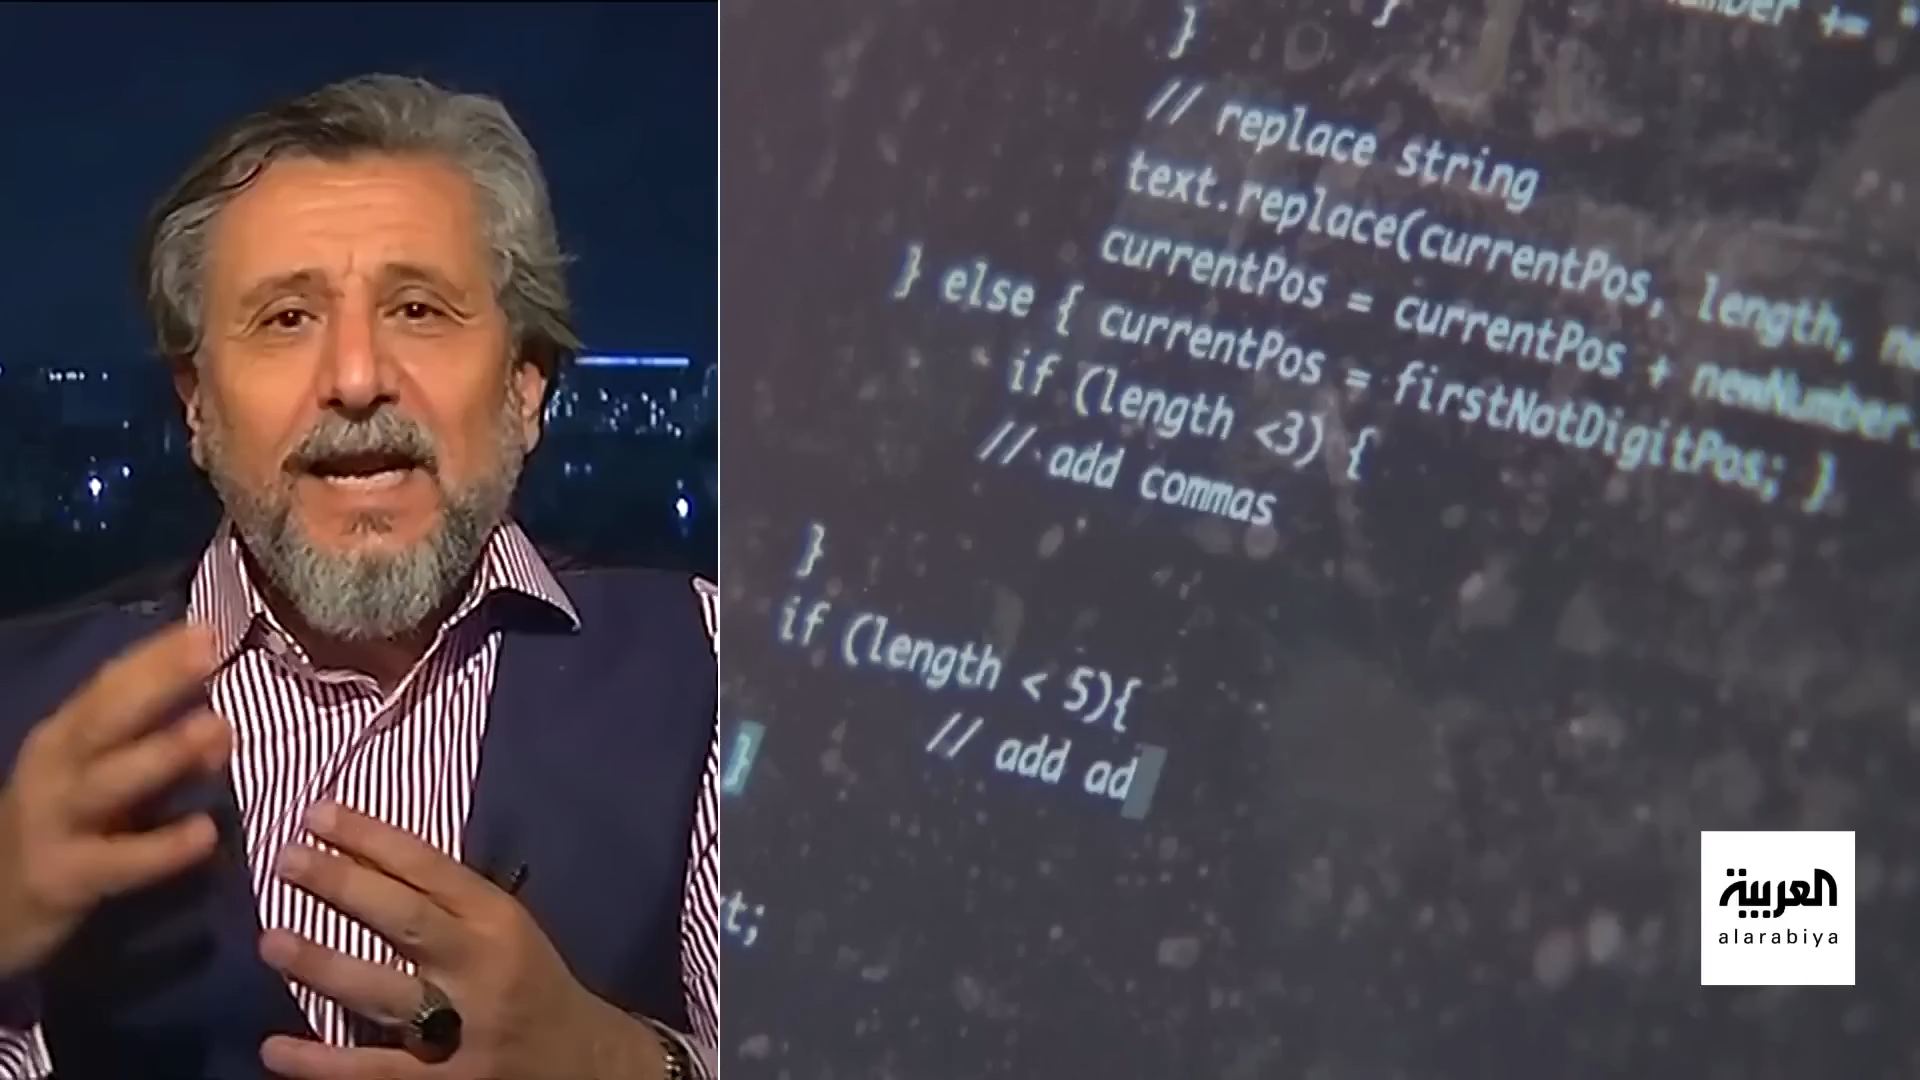 }
}
+=
// replace string
text.replace(currentPos, length,
currentPos = currentPos + newNumber.
} else { currentPos = firstNotDigitPos; }
if (length <3) {
// add commas
}
if (length < 5){
// add ad
}
t;
العربية
alarabiya